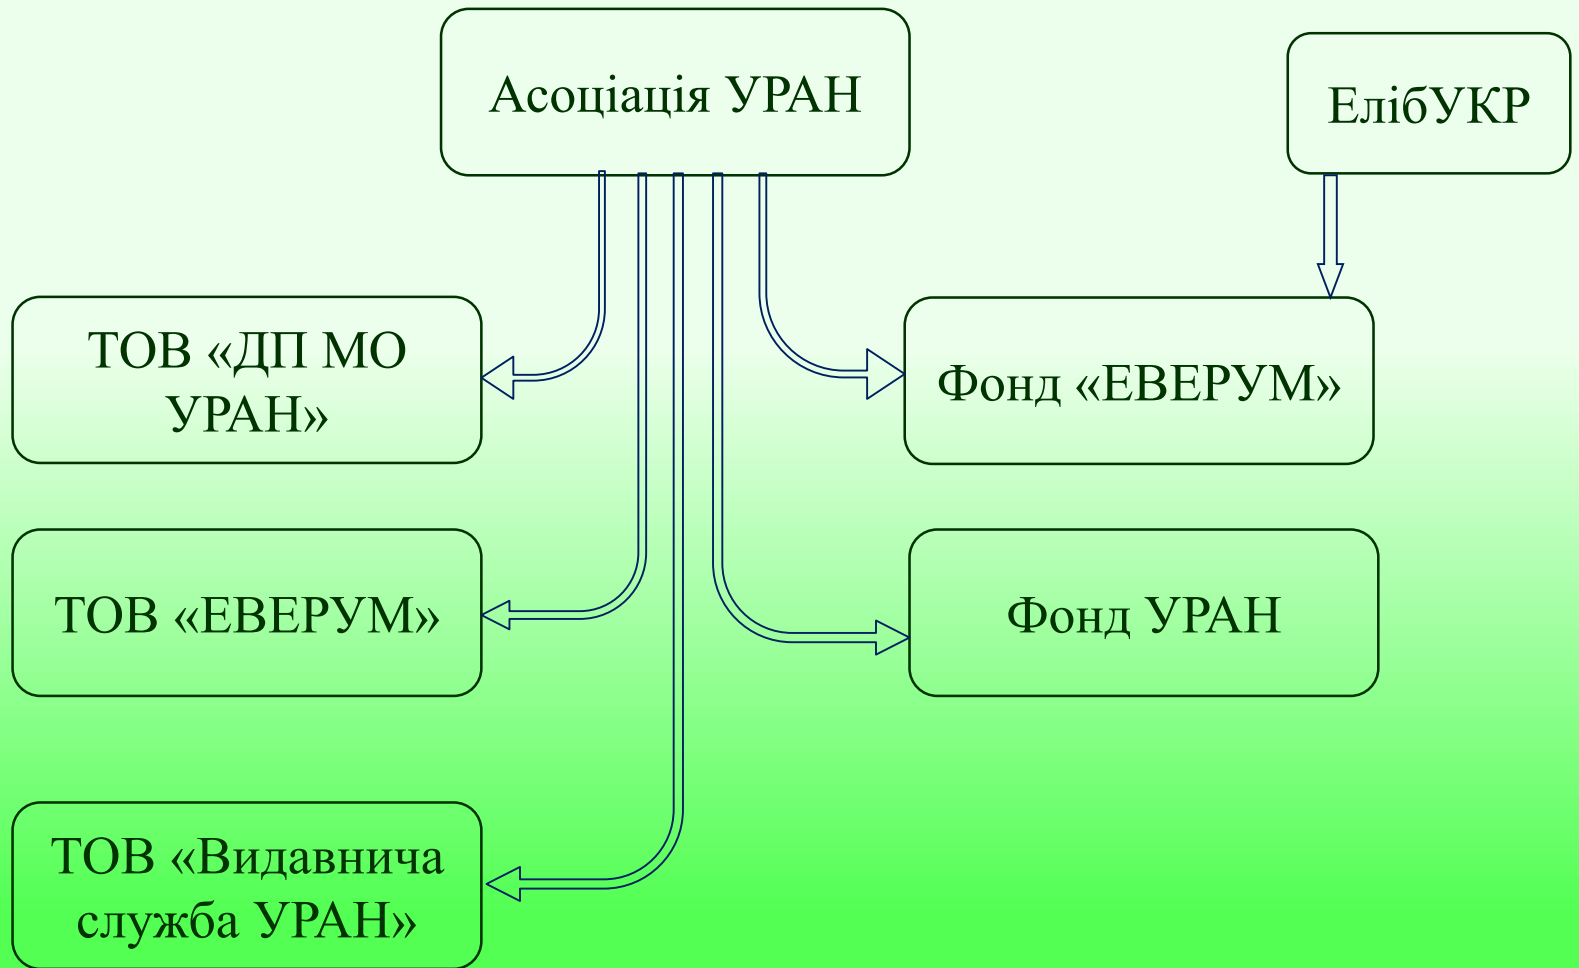 Асоціація УРАН
ЕлібУКР
ТОВ «ДП МО
УРАН»
Фонд «ЕВЕРУМ»
ТОВ «ЕВЕРУМ»
Фонд УРАН
ТОВ «Видавнича
служба УРАН»